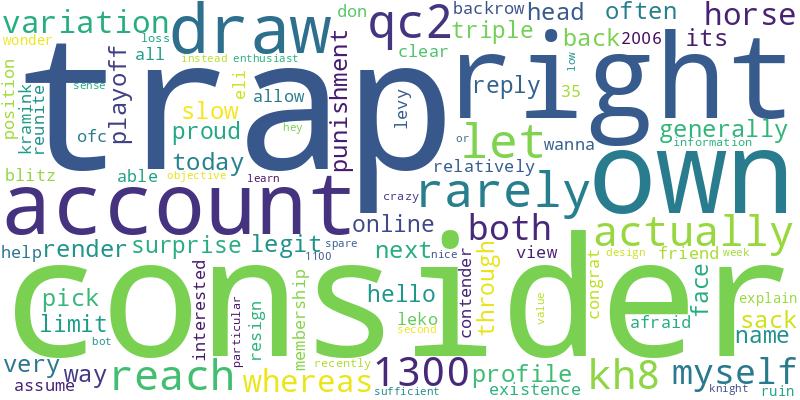 variation draw qc2 backrow head often horse
wonder loss don triple clear back 2006 its
trap right
position kramink reunite all instead enthusiast playoff sense eli slow allow punishment levy reply 35 low
ofc proud hey let wanna generally information
blitz able today or relatively own
objective learn
account crazy rarely
online both actually
help render surprise legit 1100 spare next nice view through friend design week
consider
pick hello contender congrat face explain
limit interested particular resign membership leko second value afraid sack
bot name
very way reach whereas recently 1300 profile kh8 myself
assume sufficient existence knight ruin